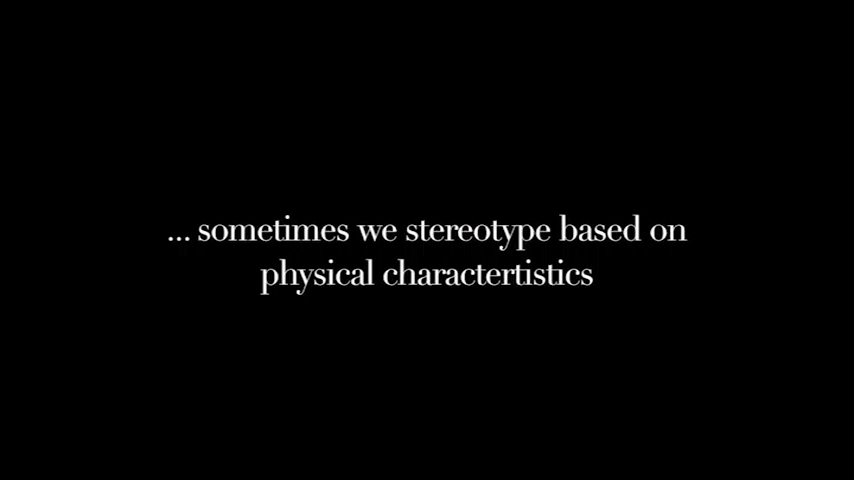 ... sometimes we stereotype based on
physical charactertistics